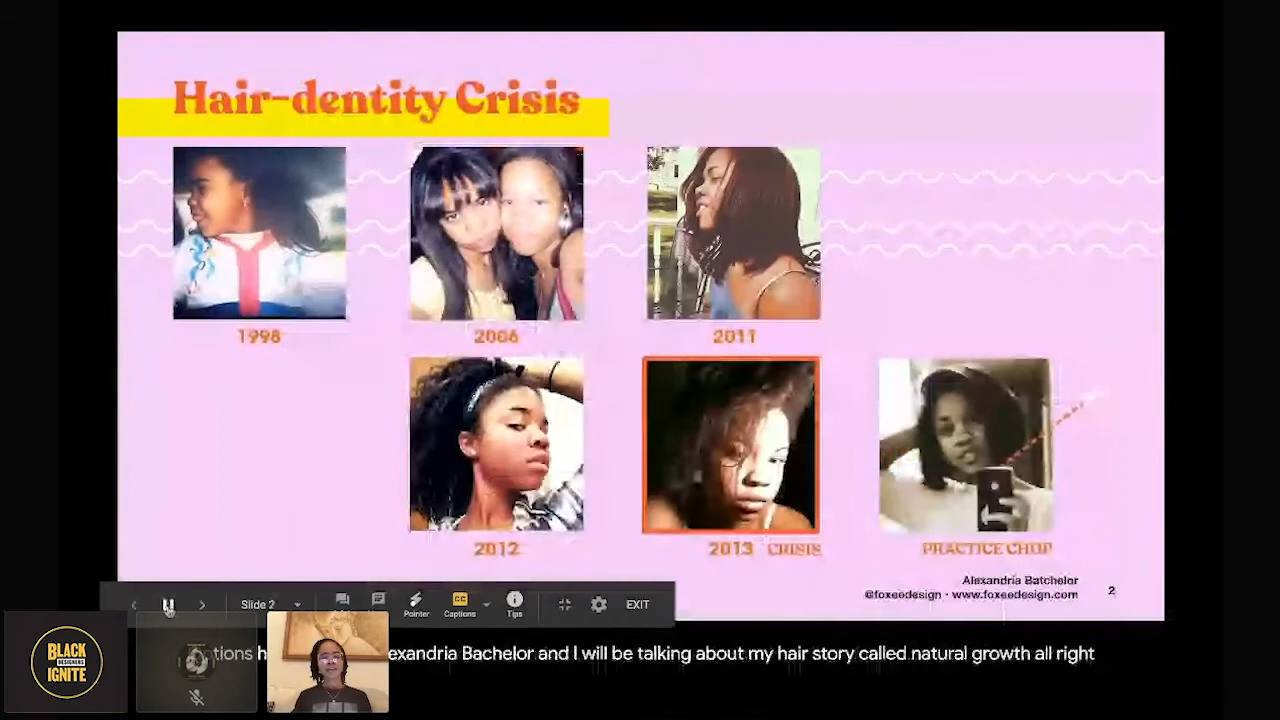 Hair-dentity Crisis
1998
2006
2011
2012
2013 CRISIS
PRACTICE CHOP
Alexandria Batchelor
@foxeedesign · www.foxeedesign.com
2
Slide 2
Pointer
CC
Captions
Tips
EXIT
BLACK
DESIGNERS
IGNITE
Bachelor and I will be talking about my hair story called natural growth all right